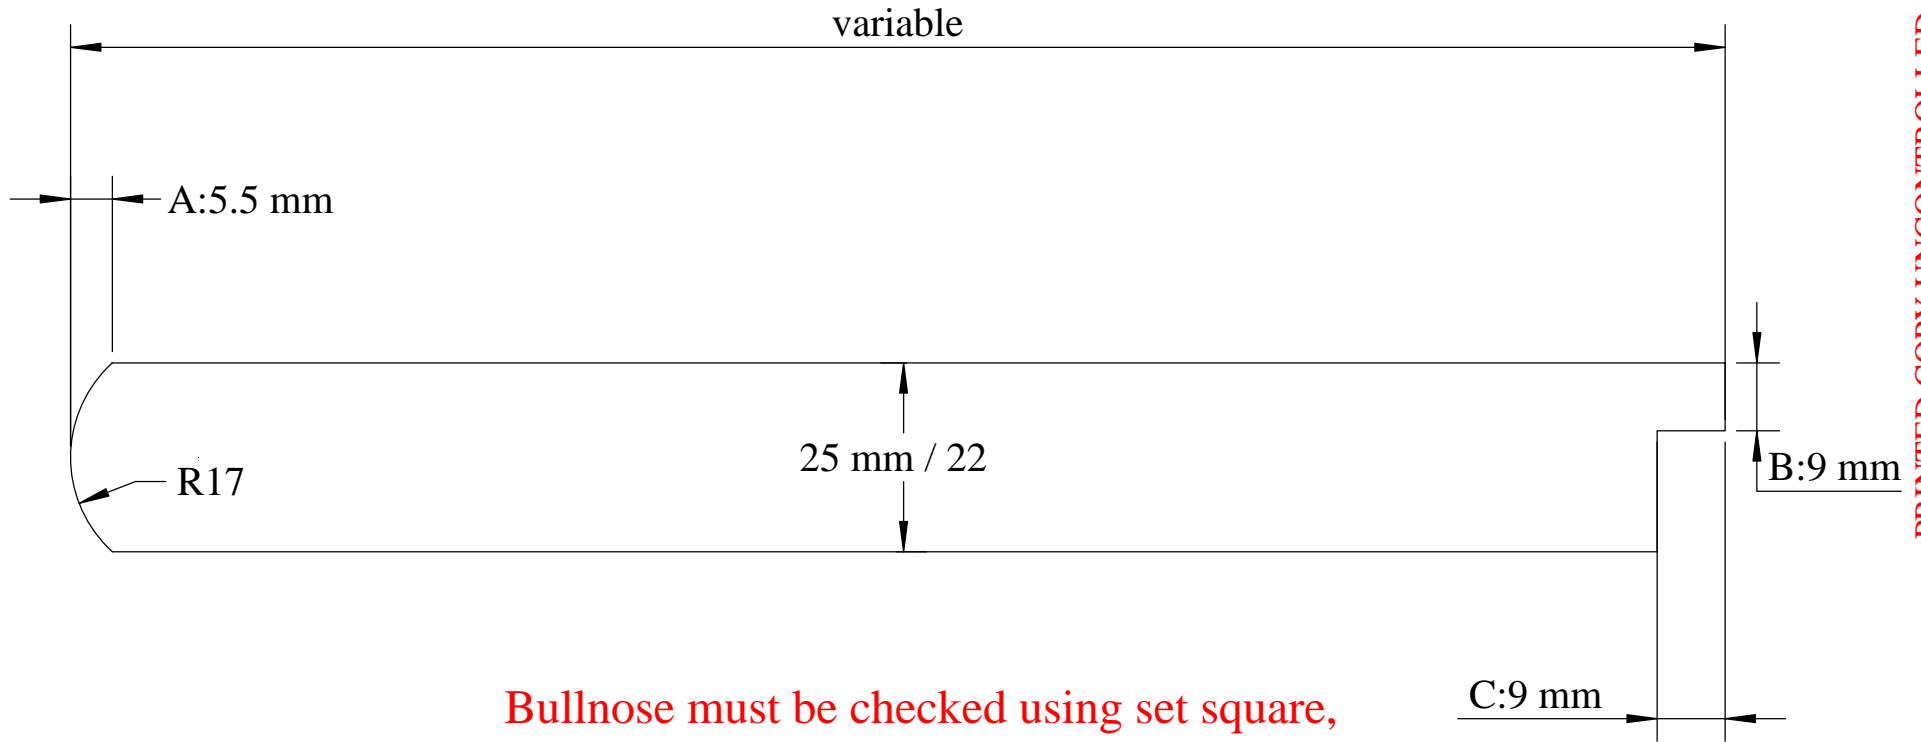 variable
A:5.5 mm
25 mm / 22
R17
B:9 mm
C:9 mm
Bullnose must be checked using set square,